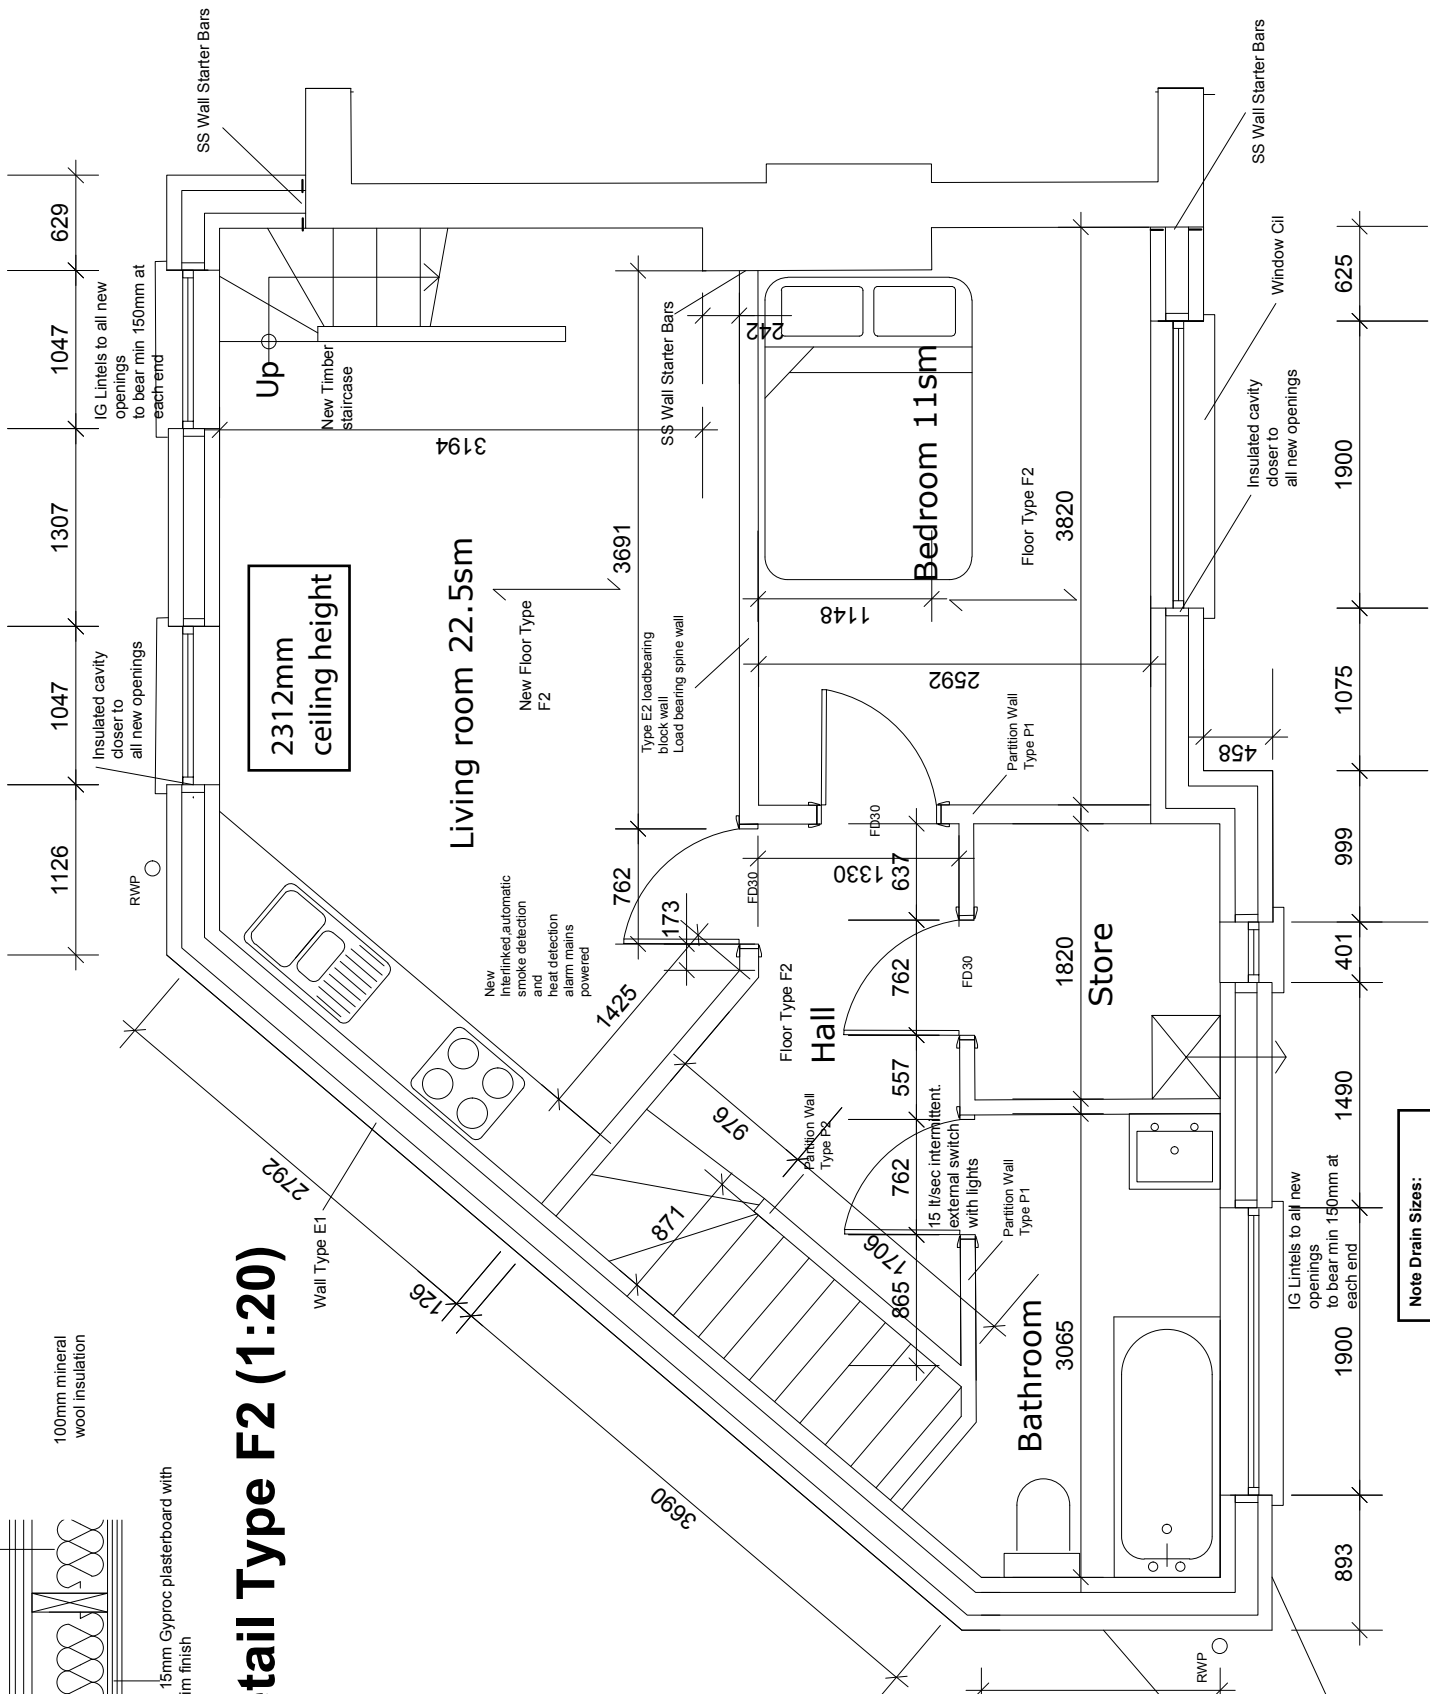 SS Wall Starter Bars
629
1047
1307
1047
1126
IG Lintels to all new
openings
to bear min 150mm at
each end
Insulated cavity
closer to
all new openings
RWP
Up
New Timber
staircase
3194
2312mm
ceiling height
Living room 22.5sm
New Floor Type
F2
3691
762
173
SS Wall Starter Bars
242
Type E2 loadbearing
block wall
Load bearing spine wall
New
Interlinked,automatic
smoke detection
and
heat detection
alarm mains
powered
1425
FD30
Bedroom 11sm
Floor Type F2
3820
1148
2592
Partition Wall
Type P1
FD30
1330
637
762
557
762
865
Floor Type F2
Hall
FD30
Store
1820
976
Partition Wall
Type P2
871
1706
15 lt/sec intermittent.
external switch
with lights
Partition Wall
Type P1
Bathroom
3065
2792
Wall Type E1
126
3690
SS Wall Starter Bars
Window Cil
Insulated cavity
closer to
all new openings
458
625
1900
1075
999
401
1490
1900
893
IG Lintels to all new
openings
to bear min 150mm at
each end
RWP
Note Drain Sizes:
100mm mineral
wool insulation
15mm Gyproc plasterboard with
im finish
tail Type F2 (1:20)